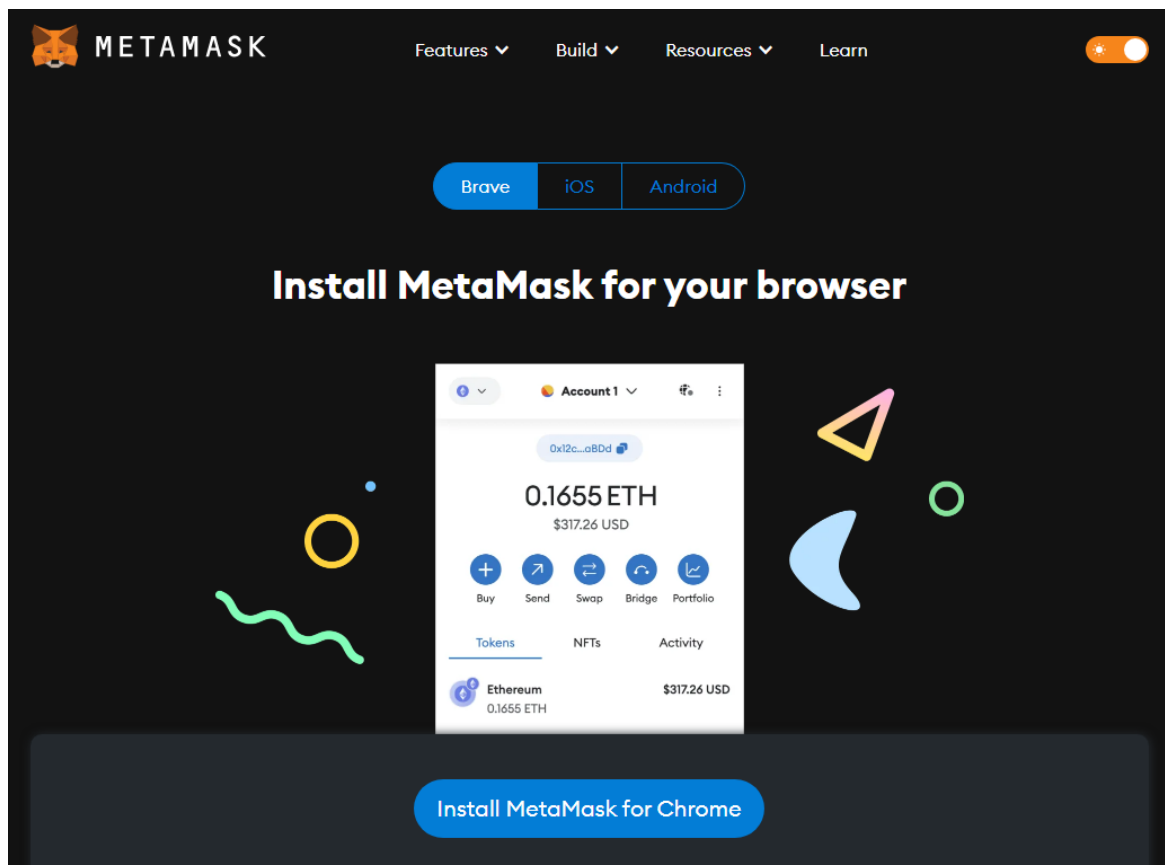 METAMASK
Features Build Resources Learn
Brave iOS Android
Install MetaMask for your browser
Account 1
0x12c...aBDd
0.1655 ETH
$317.26 USD
Buy Send Swap Bridge Portfolio
Tokens NFTs Activity
Ethereum $317.26 USD
0.1655 ETH
Install MetaMask for Chrome